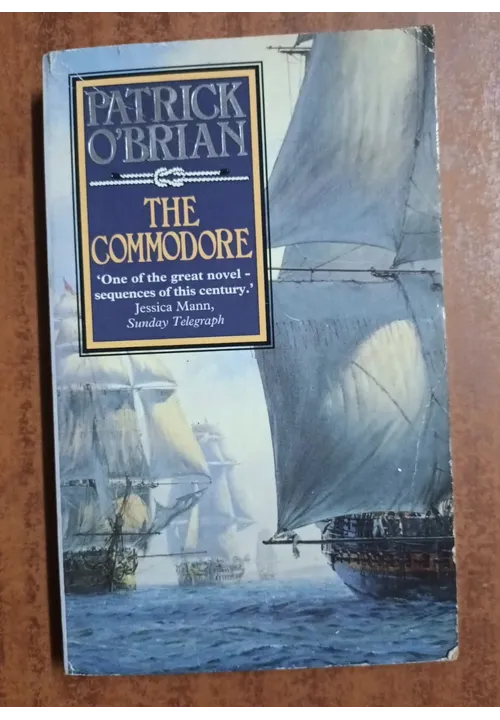 PATRICK
O'BRIAN
THE
COMMODORE
‘One of the great novel -
sequences of this century.’
Jessica Mann,
Sunday Telegraph